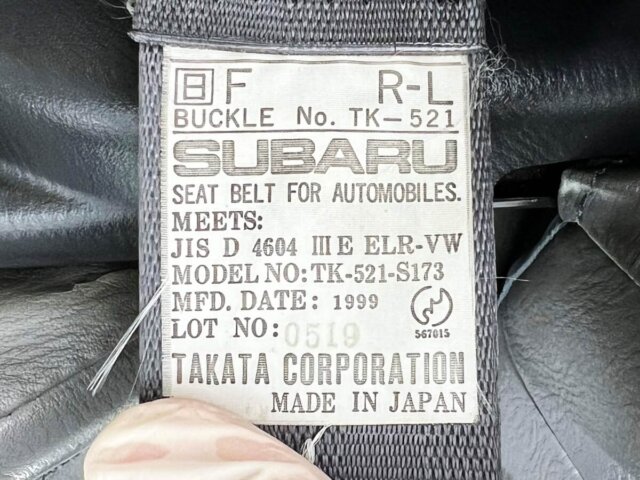 日 F R-L
BUCKLE No. TK-521
SUBARU
SEAT BELT FOR AUTOMOBILES.
MEETS:
JIS D 4604 III E ELR-VW
MODEL NO: TK-521-S173
MFD. DATE: 1999
LOT NO: 0519
567015
TAKATA CORPORATION
MADE IN JAPAN